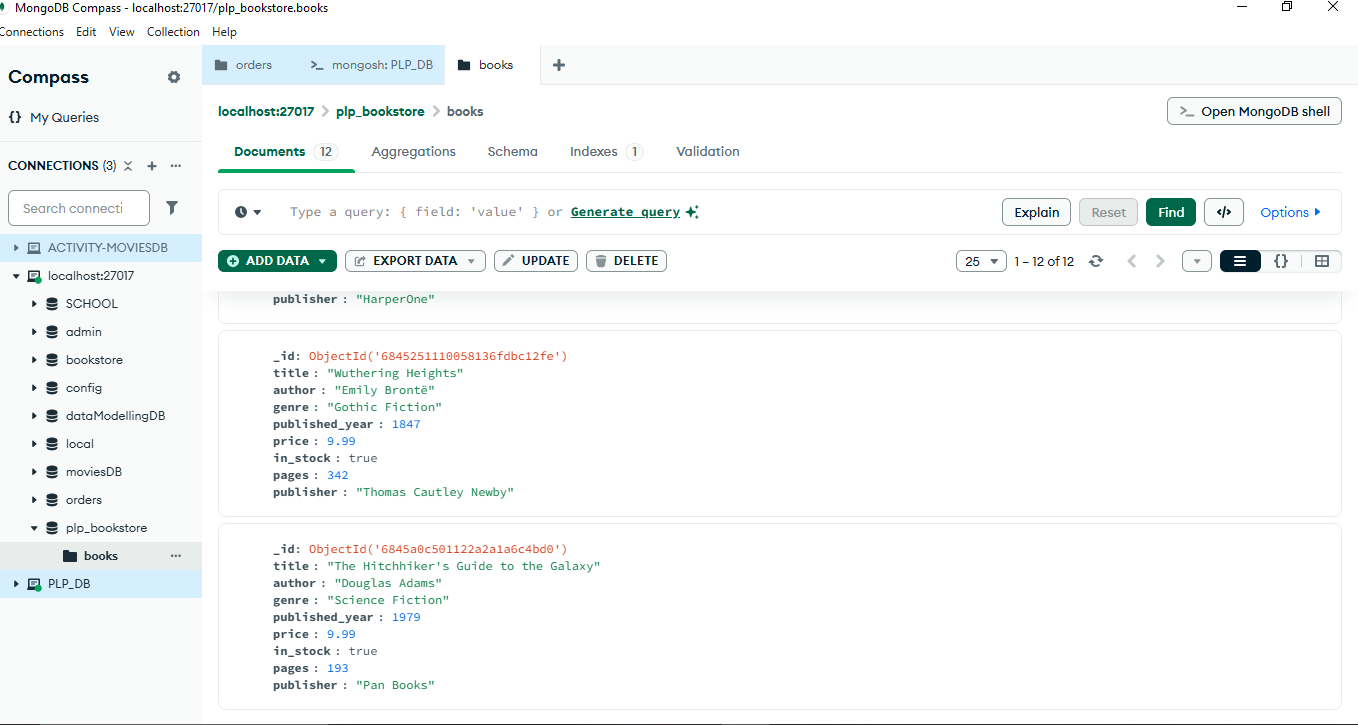 MongoDB Compass - localhost:27017/plp_bookstore.books
Connections Edit View Collection Help
Compass
My Queries
CONNECTIONS (3)
Search connecti
ACTIVITY-MOVIESDB
localhost:27017
SCHOOL
admin
bookstore
config
dataModellingDB
local
moviesDB
orders
plp_bookstore
books
PLP_DB
orders >_ mongosh: PLP_DB books
localhost:27017 > plp_bookstore > books
>_ Open MongoDB shell
Documents 12 Aggregations Schema Indexes 1 Validation
Type a query: { field: 'value' } or Generate query
Explain Reset Find </> Options
ADD DATA EXPORT DATA UPDATE DELETE
25 1 – 12 of 12 {}
publisher : "HarperOne"
_id: ObjectId('6845251110058136fdbc12fe')
title : "Wuthering Heights"
author : "Emily Brontë"
genre : "Gothic Fiction"
published_year : 1847
price : 9.99
in_stock : true
pages : 342
publisher : "Thomas Cautley Newby"
_id: ObjectId('6845a0c501122a2a1a6c4bd0')
title : "The Hitchhiker's Guide to the Galaxy"
author : "Douglas Adams"
genre : "Science Fiction"
published_year : 1979
price : 9.99
in_stock : true
pages : 193
publisher : "Pan Books"